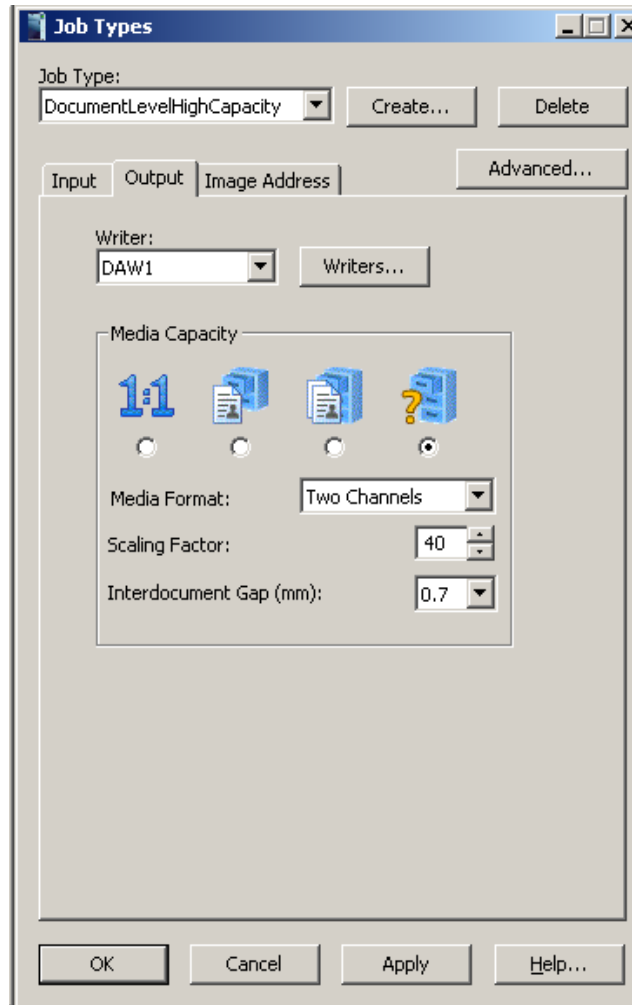 Job Types
Job Type:
DocumentLevelHighCapacity Create... Delete
Advanced...
Input Output Image Address
Writer:
DAW1 Writers...
Media Capacity
1:1 ?
Media Format: Two Channels
Scaling Factor: 40
Interdocument Gap (mm): 0.7
OK Cancel Apply Help...